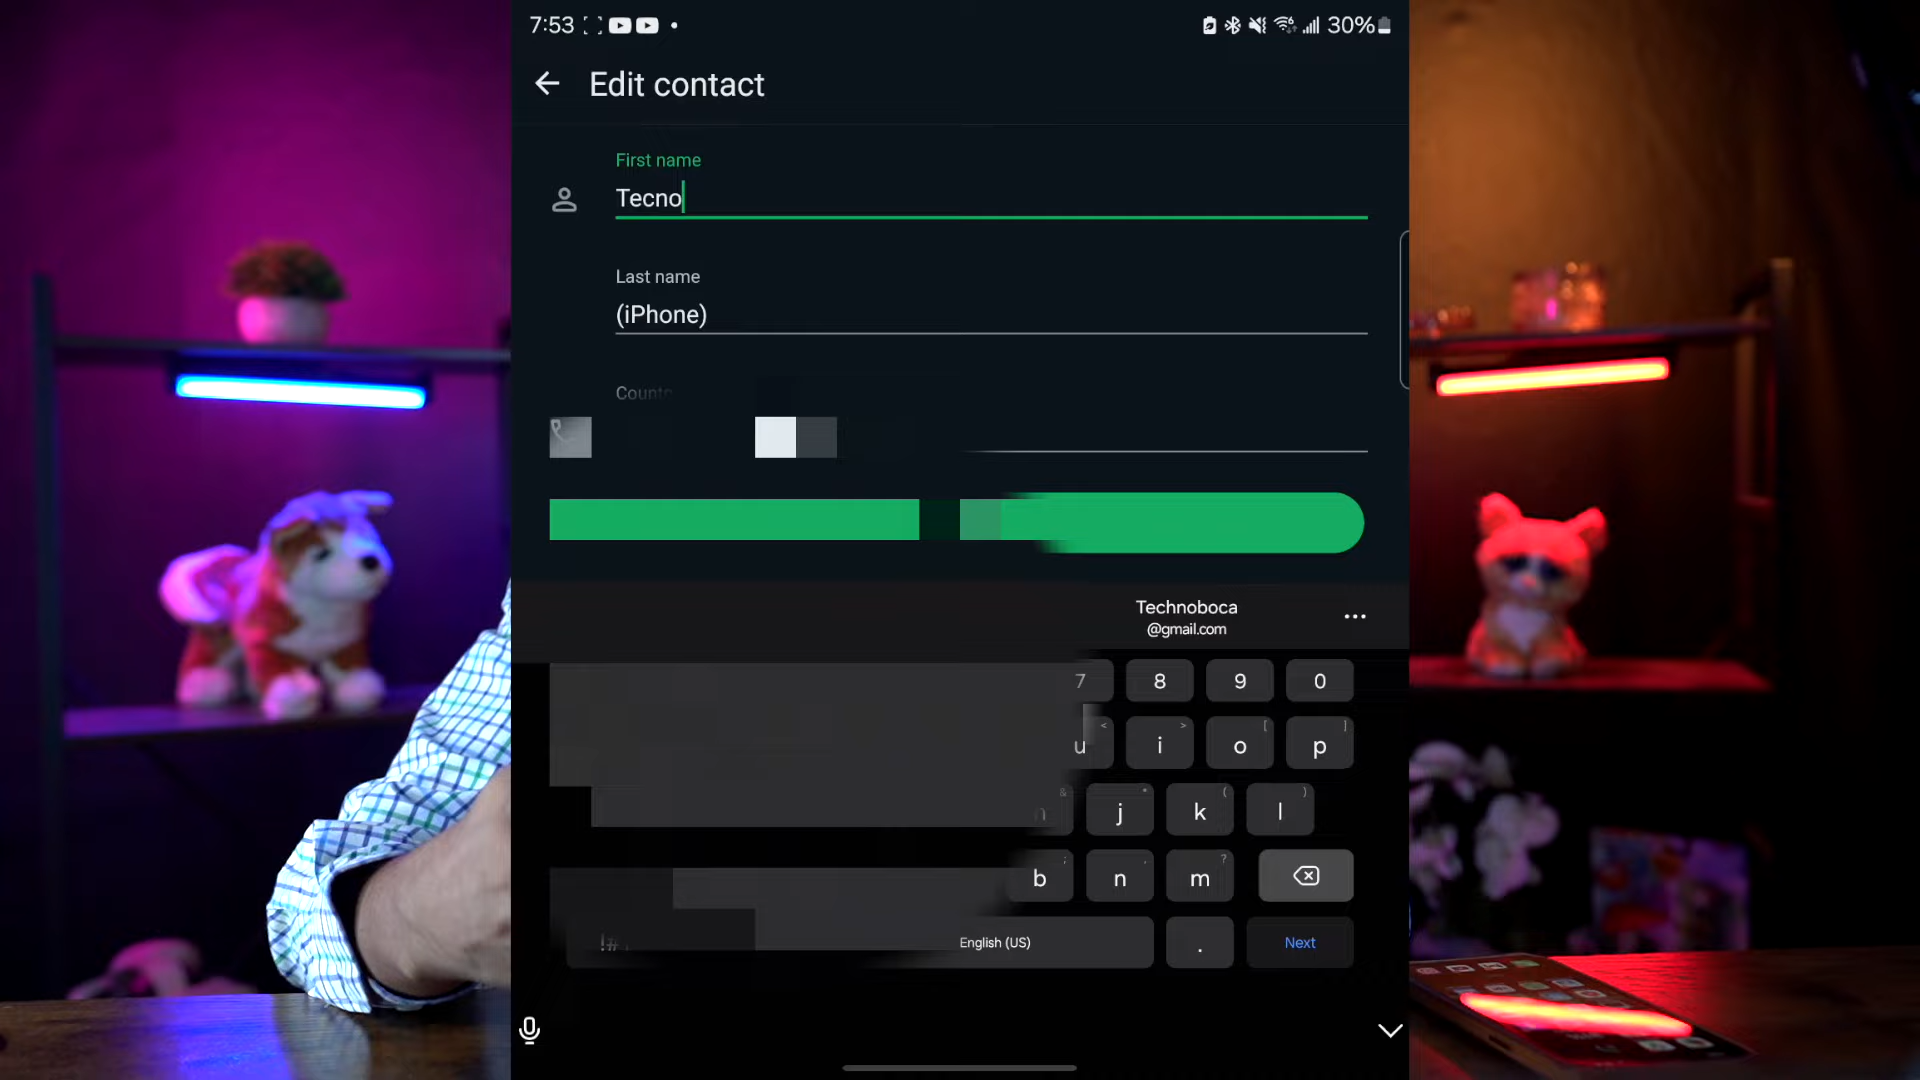 7:53
30%
Edit contact
First name
Tecno
Last name
(iPhone)
Technoboca
@gmail.com
7 8 9 0
u i o p
j k l
b n m
English (US) . Next